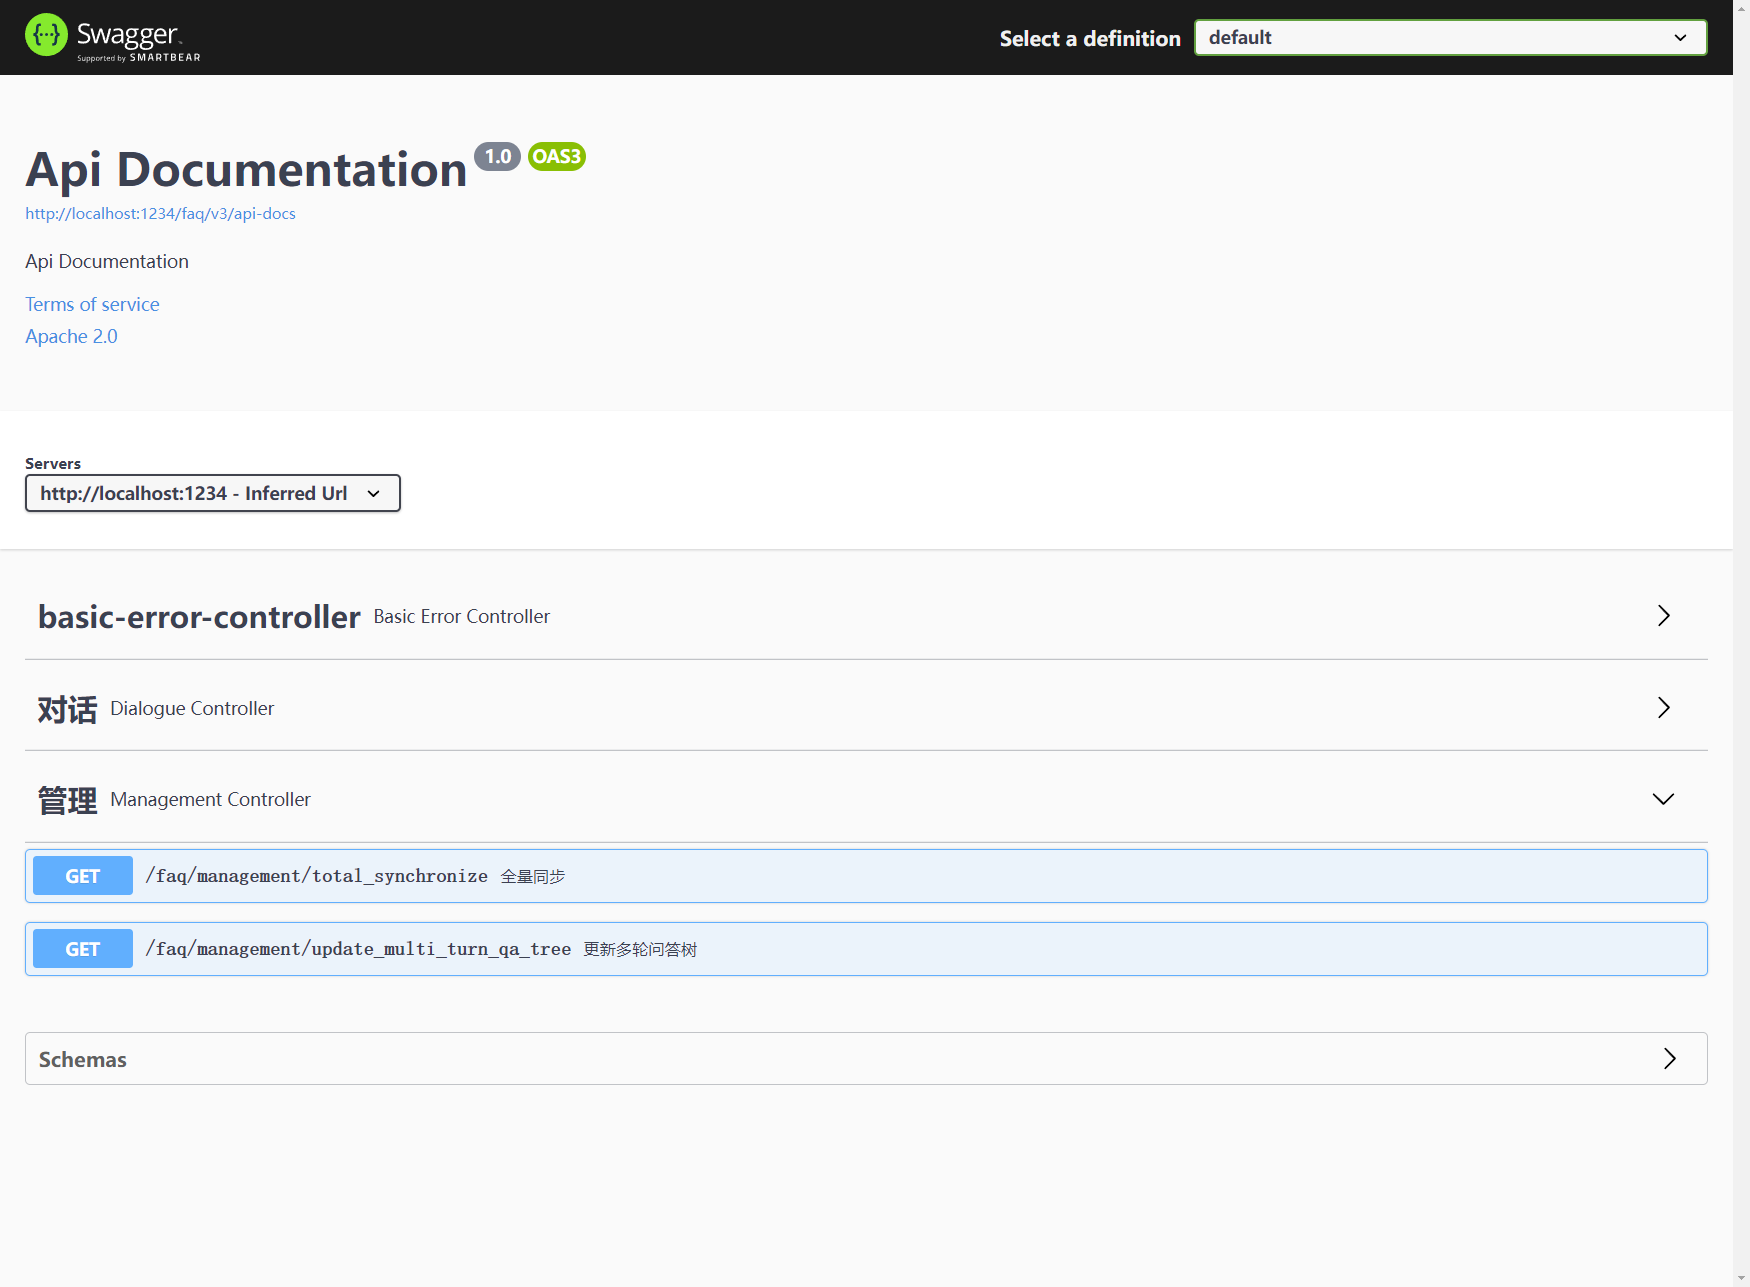 Swagger
Supported by SMARTBEAR
Select a definition
default
Api Documentation 1.0 OAS3
http://localhost:1234/faq/v3/api-docs
Api Documentation
Terms of service
Apache 2.0
Servers
http://localhost:1234 - Inferred Url
basic-error-controller Basic Error Controller
对话 Dialogue Controller
管理 Management Controller
GET /faq/management/total_synchronize 全量同步
GET /faq/management/update_multi_turn_qa_tree 更新多轮问答树
Schemas